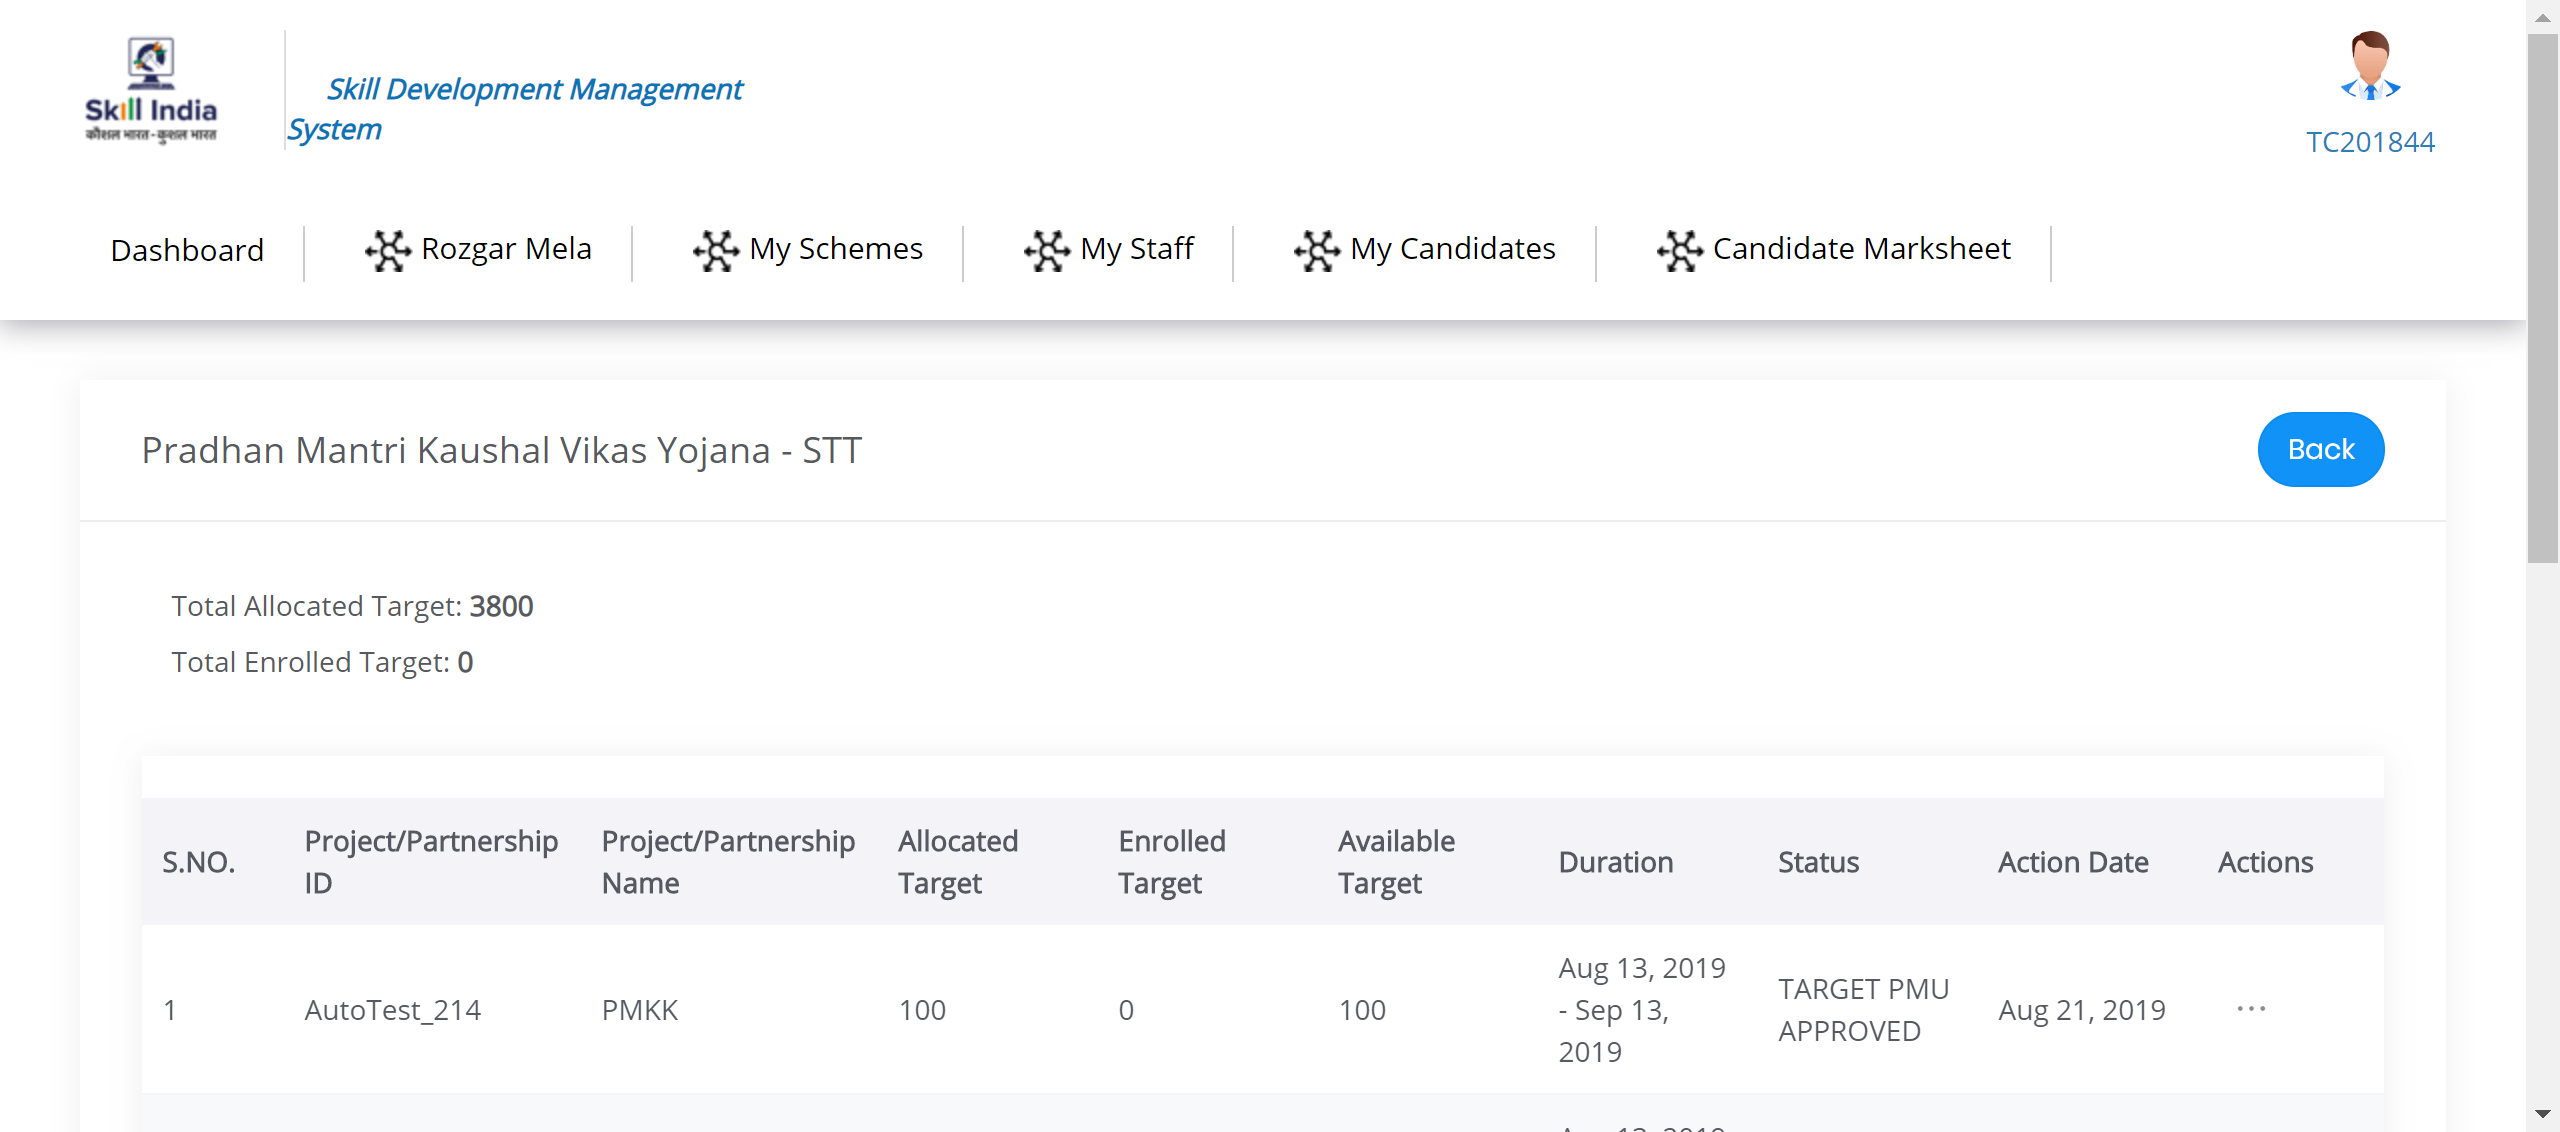 Skill India
कौशल भारत-कुशल भारत
Skill Development Management
System
TC201844
Dashboard
Rozgar Mela
My Schemes
My Staff
My Candidates
Candidate Marksheet
Pradhan Mantri Kaushal Vikas Yojana - STT
Back
Total Allocated Target: 3800
Total Enrolled Target: 0
S.NO.
Project/Partnership
ID
Project/Partnership
Name
Allocated
Target
Enrolled
Target
Available
Target
Duration
Status
Action Date
Actions
1
AutoTest_214
PMKK
100
0
100
Aug 13, 2019
- Sep 13,
2019
TARGET PMU
APPROVED
Aug 21, 2019
···